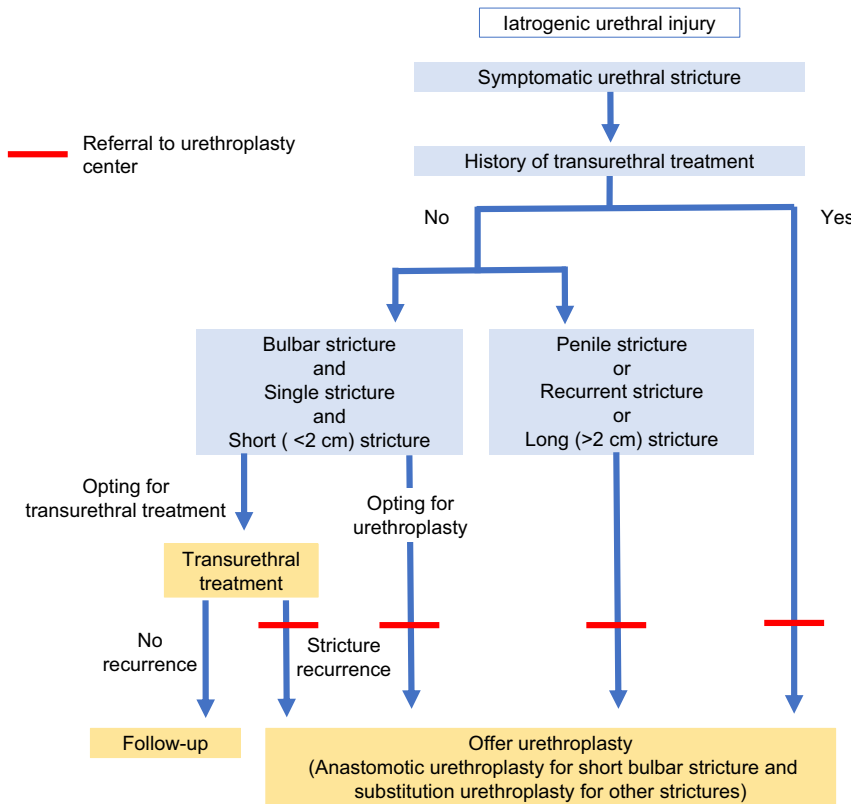 Iatrogenic urethral injury
Symptomatic urethral stricture
Referral to urethroplasty
center
History of transurethral treatment
No
Yes
Bulbar stricture
and
Single stricture
and
Short ( <2 cm) stricture
Penile stricture
or
Recurrent stricture
or
Long (>2 cm) stricture
Opting for
transurethral treatment
Opting for
urethroplasty
Transurethral
treatment
No
recurrence
Stricture
recurrence
Follow-up
Offer urethroplasty
(Anastomotic urethroplasty for short bulbar stricture and
substitution urethroplasty for other strictures)